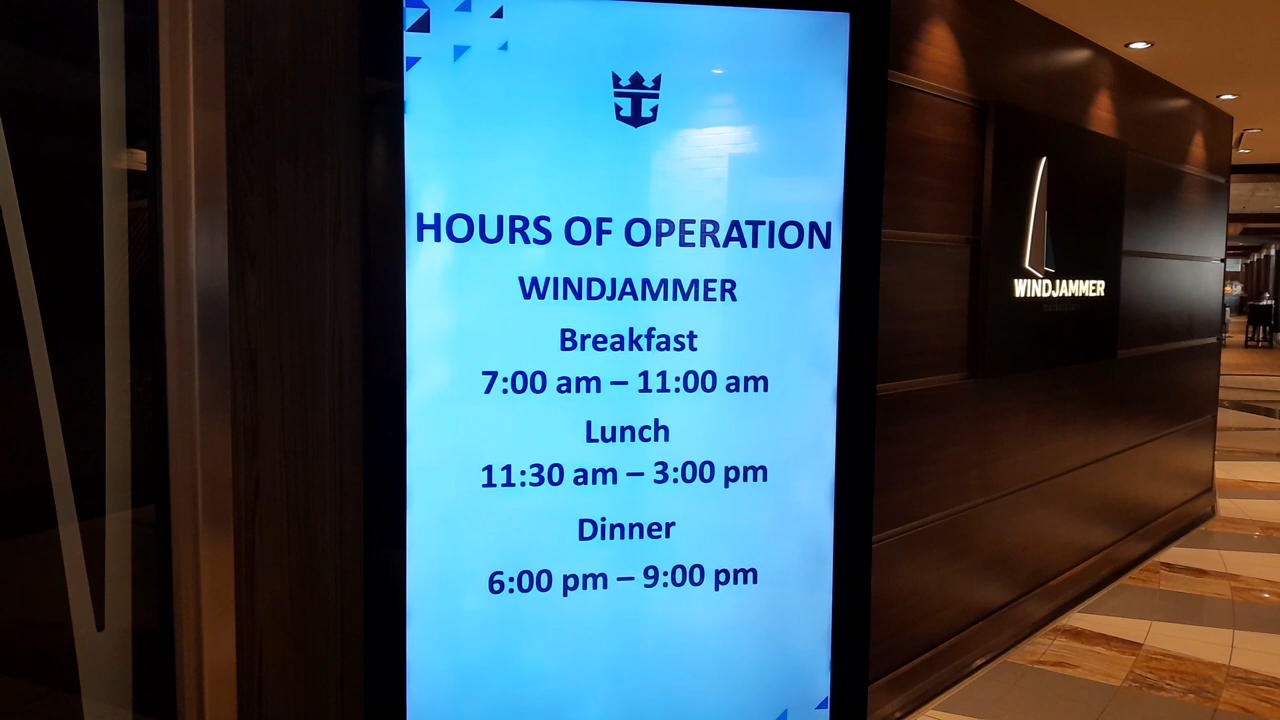 HOURS OF OPERATION
WINDJAMMER
Breakfast
7:00 am – 11:00 am
Lunch
11:30 am – 3:00 pm
Dinner
6:00 pm – 9:00 pm
WINDJAMMER